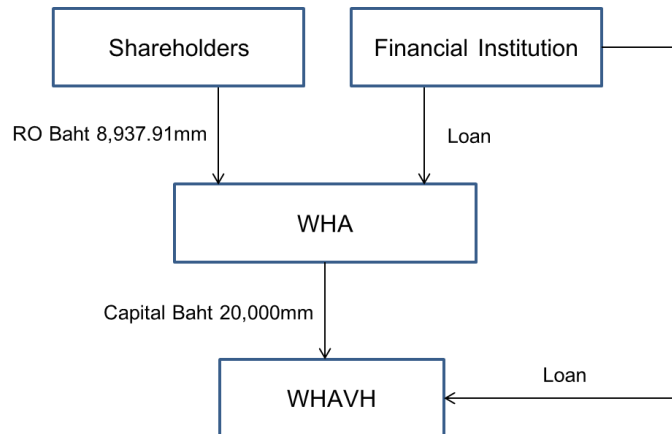 Shareholders
Financial Institution
RO Baht 8,937.91mm
Loan
WHA
Capital Baht 20,000mm
Loan
WHAVH